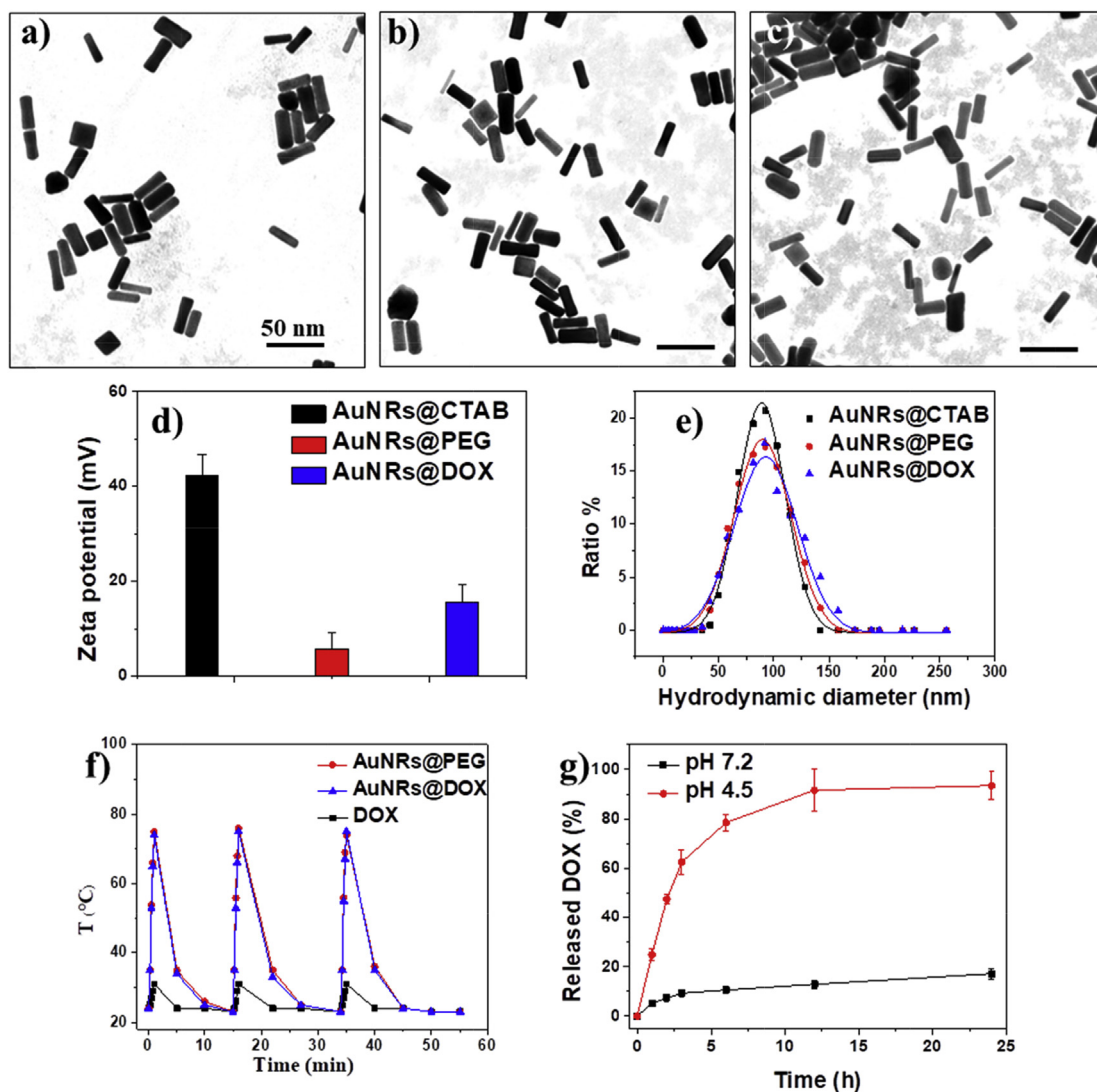 a)
50 nm
b)
c)
d)
Zeta potential (mV)
60
40
20
0
AuNRs@CTAB
AuNRs@PEG
AuNRs@DOX
e)
Ratio %
20
15
10
5
0
AuNRs@CTAB
AuNRs@PEG
AuNRs@DOX
0 50 100 150 200 250 300
Hydrodynamic diameter (nm)
f)
T (°C)
100
80
60
40
20
AuNRs@PEG
AuNRs@DOX
DOX
0 10 20 30 40 50 60
Time (min)
g)
Released DOX (%)
100
80
60
40
20
0
pH 7.2
pH 4.5
0 5 10 15 20 25
Time (h)